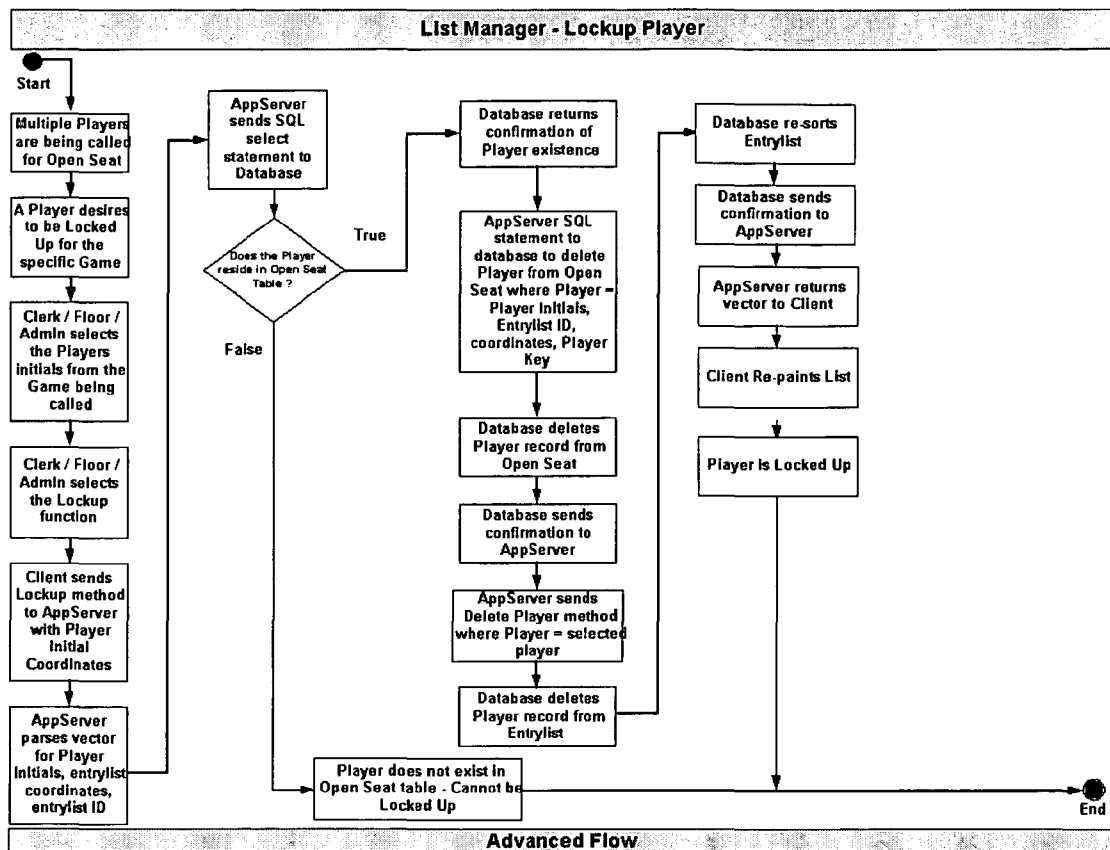 List Manager - Lockup Player
Start
Multiple Players
are being called
for Open Seat
A Player desires
to be Locked
Up for the
specific Game
Clerk / Floor /
Admin selects
the Players
initials from the
Game being
called
Clerk / Floor /
Admin selects
the Lockup
function
Client sends
Lockup method
to AppServer
with Player
Initial
Coordinates
AppServer
parses vector
for Player
Initials, entrylist
coordinates,
entrylist ID
AppServer
sends SQL
select
statement to
Database
Does the Player
reside in Open Seat
Table ?
True
False
Database returns
confirmation of
Player existence
AppServer SQL
statement to
database to delete
Player from Open
Seat where Player =
Player Initials,
Entrylist ID,
coordinates, Player
Key
Database deletes
Player record from
Open Seat
Database sends
confirmation to
AppServer
AppServer sends
Delete Player method
where Player = selected
player
Database deletes
Player record from
Entrylist
Player does not exist in
Open Seat table - Cannot be
Locked Up
Database re-sorts
Entrylist
Database sends
confirmation to
AppServer
AppServer returns
vector to Client
Client Re-paints List
Player is Locked Up
End
Advanced Flow